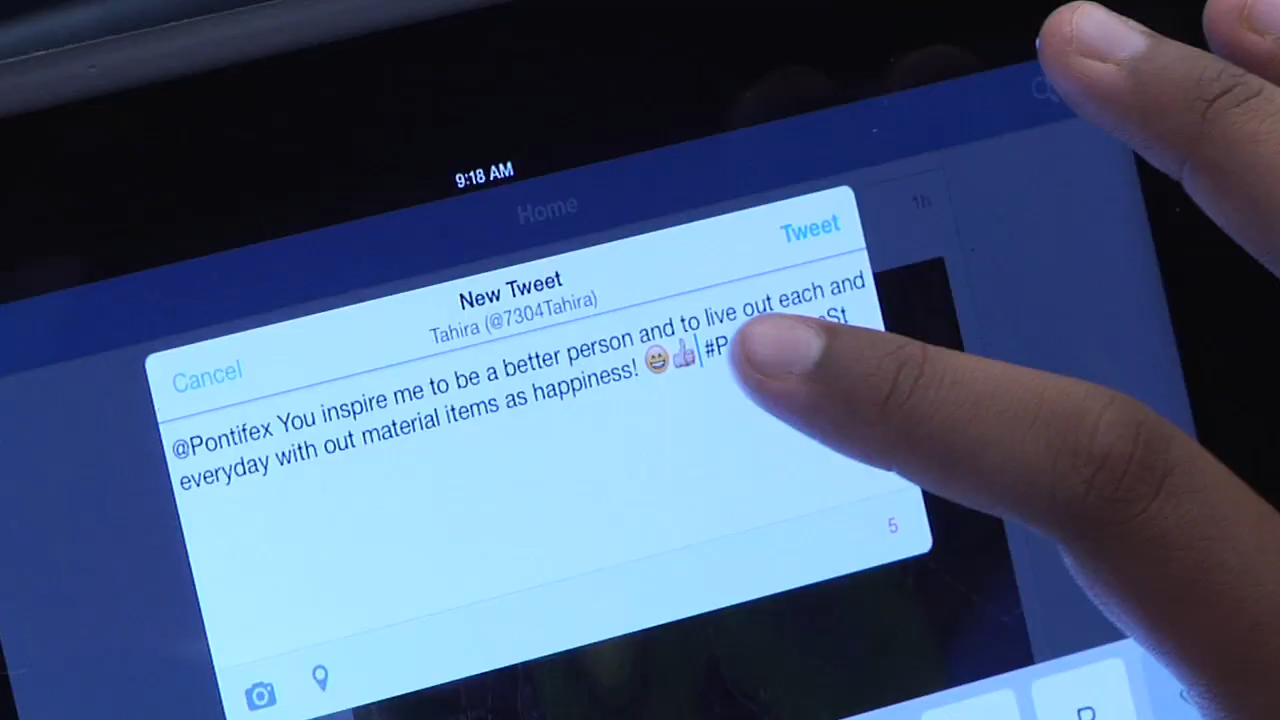 9:18 AM
Home
1h
Cancel
New Tweet
Tweet
Tahira (@7304Tahira)
@Pontifex You inspire me to be a better person and to live out each and
everyday with out material items as happiness! 😄👍 #P
5